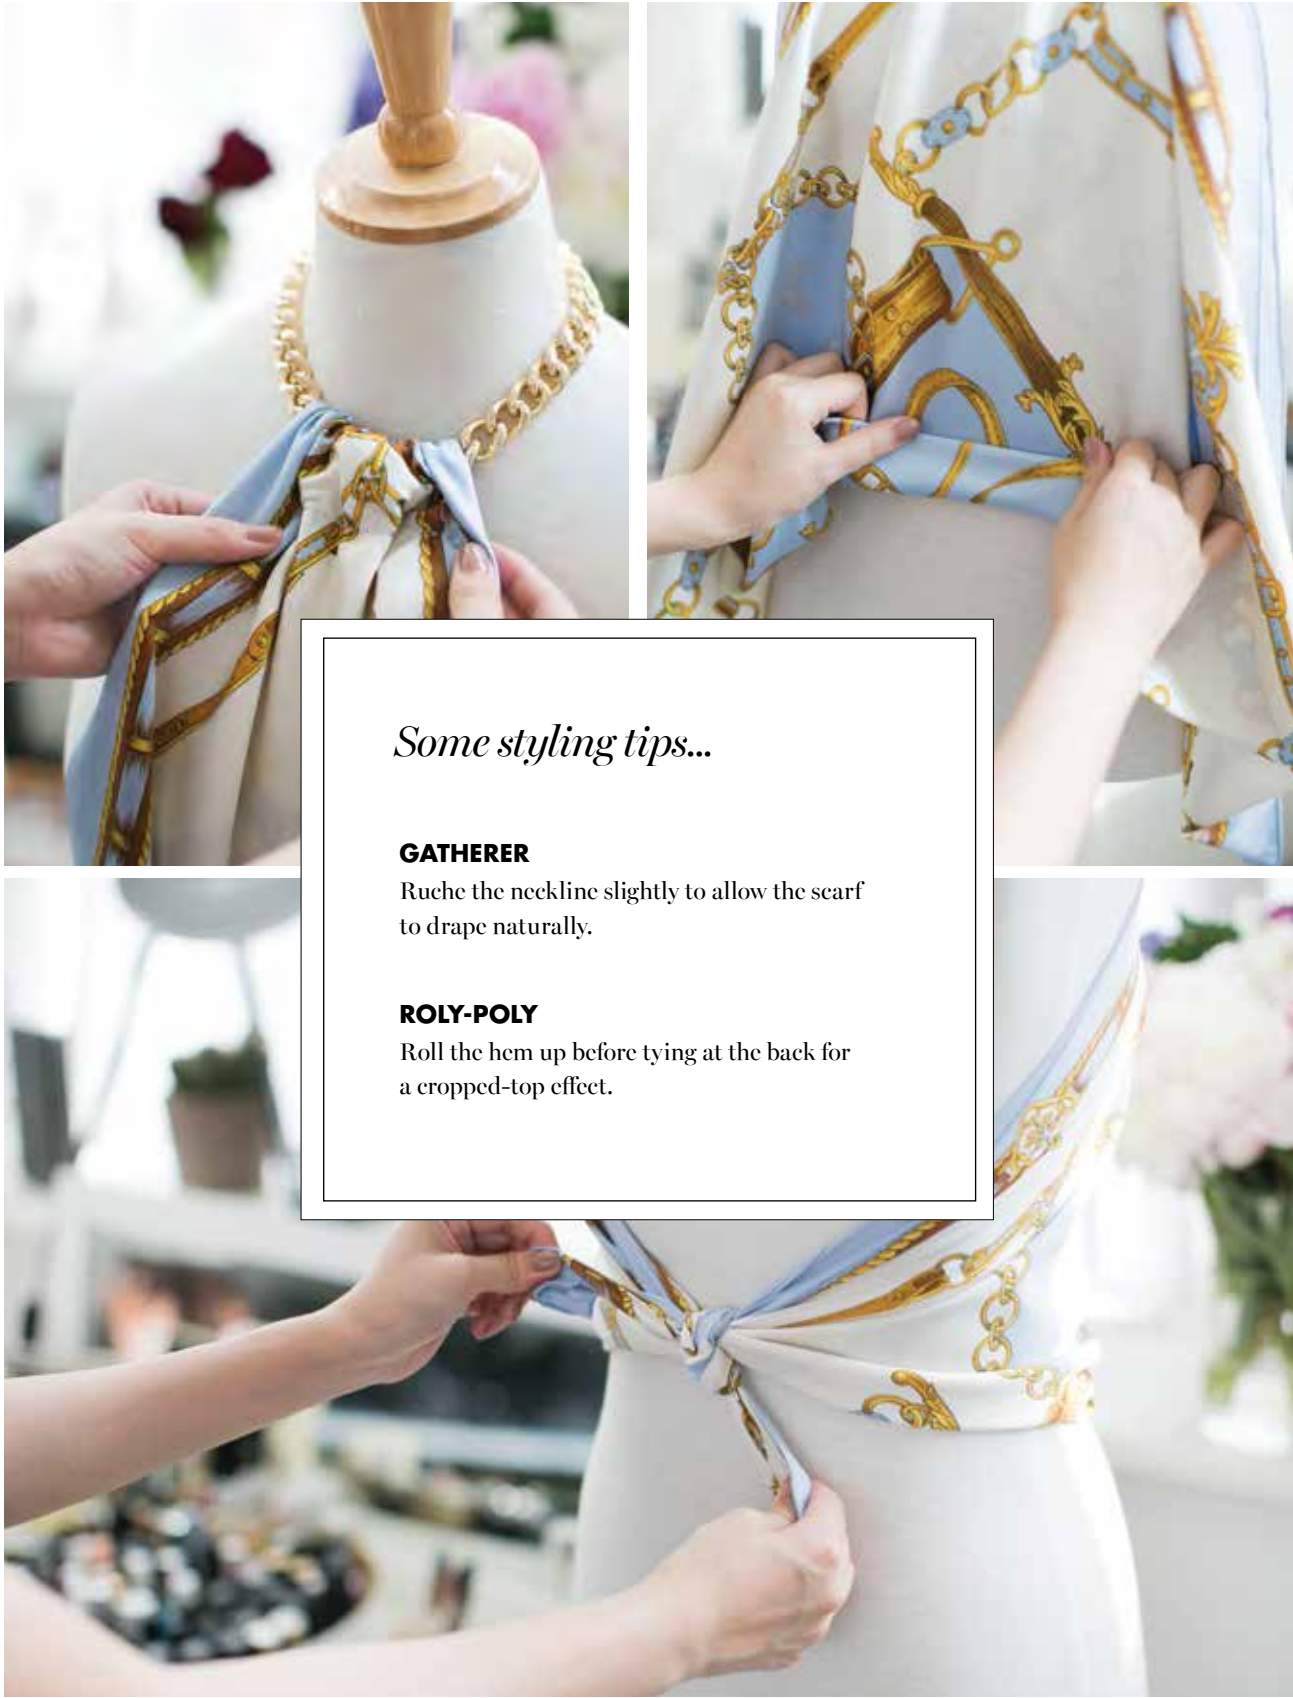 Some styling tips...
GATHERER
Ruche the neckline slightly to allow the scarf
to drape naturally.
ROLY-POLY
Roll the hem up before tying at the back for
a cropped-top effect.